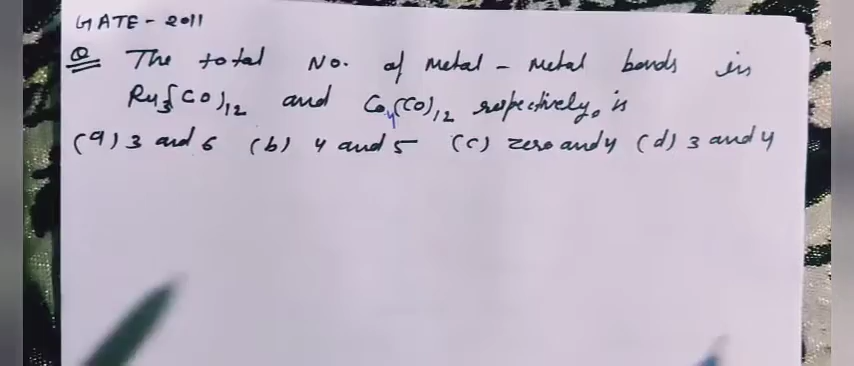 GATE - 2011
Q The total No. of metal - metal bonds in
Ru3(CO)12 and Co4(CO)12 respectively, is
(a) 3 and 6 (b) 4 and 5 (c) zero and 4 (d) 3 and 4